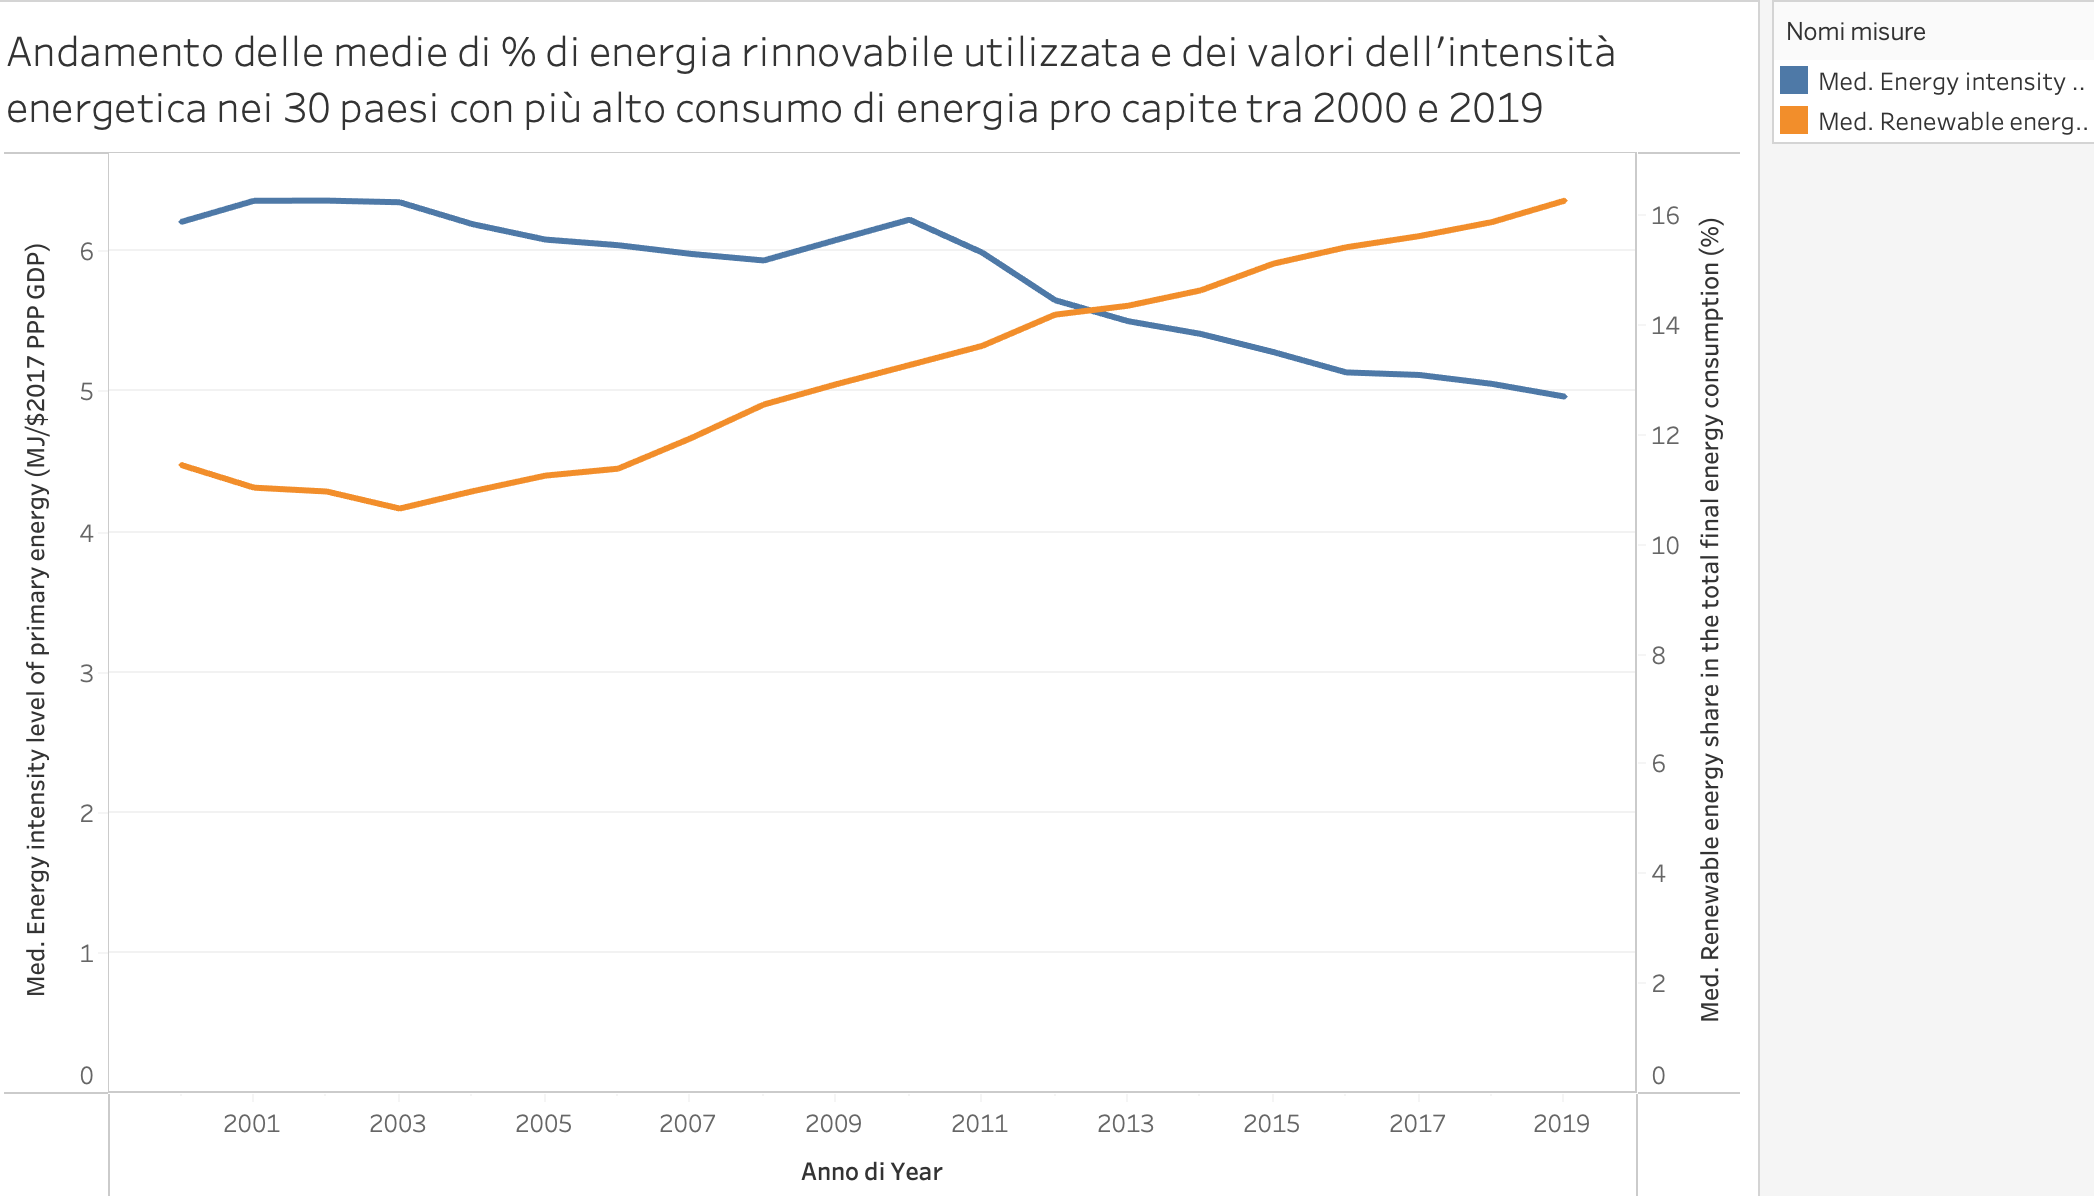 Andamento delle medie di % di energia rinnovabile utilizzata e dei valori dell'intensità
energetica nei 30 paesi con più alto consumo di energia pro capite tra 2000 e 2019
Nomi misure
Med. Energy intensity ..
Med. Renewable energ..
Med. Energy intensity level of primary energy (MJ/$2017 PPP GDP)
6
5
4
3
2
1
0
16
14
12
10
8
6
4
2
0
Med. Renewable energy share in the total final energy consumption (%)
2001 2003 2005 2007 2009 2011 2013 2015 2017 2019
Anno di Year